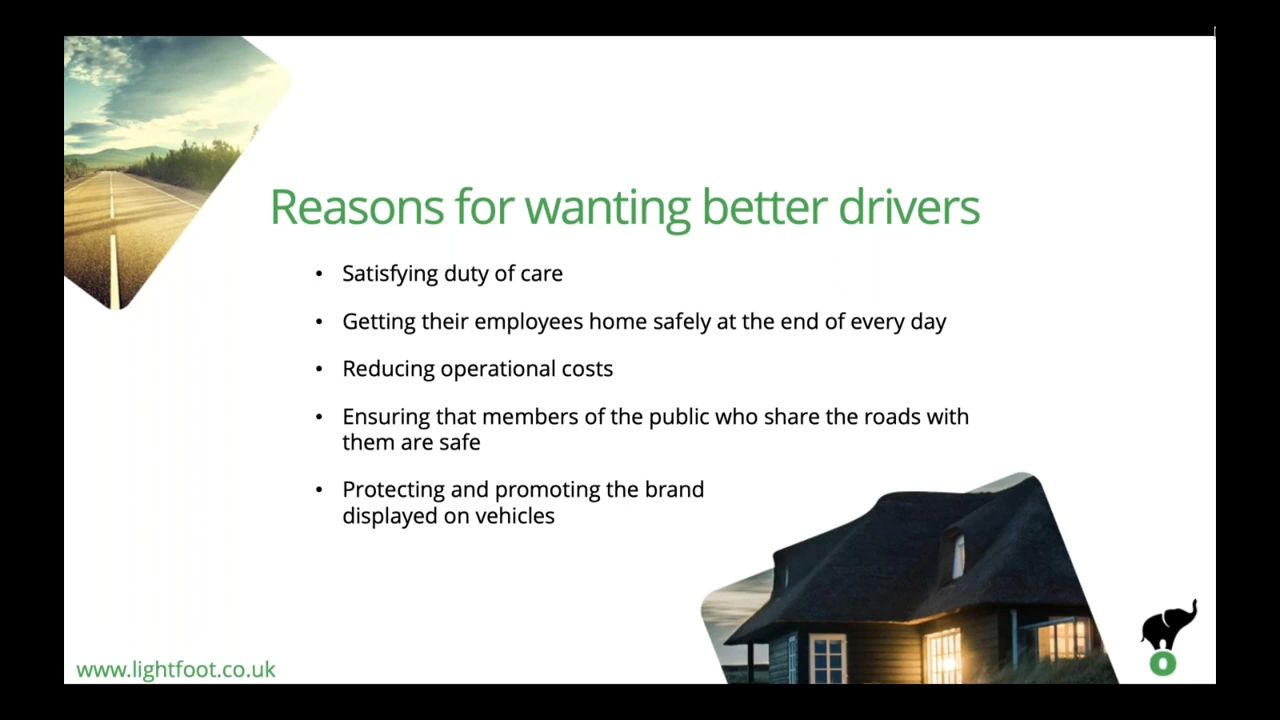 Reasons for wanting better drivers
• Satisfying duty of care
• Getting their employees home safely at the end of every day
• Reducing operational costs
• Ensuring that members of the public who share the roads with
them are safe
• Protecting and promoting the brand
displayed on vehicles
www.lightfoot.co.uk